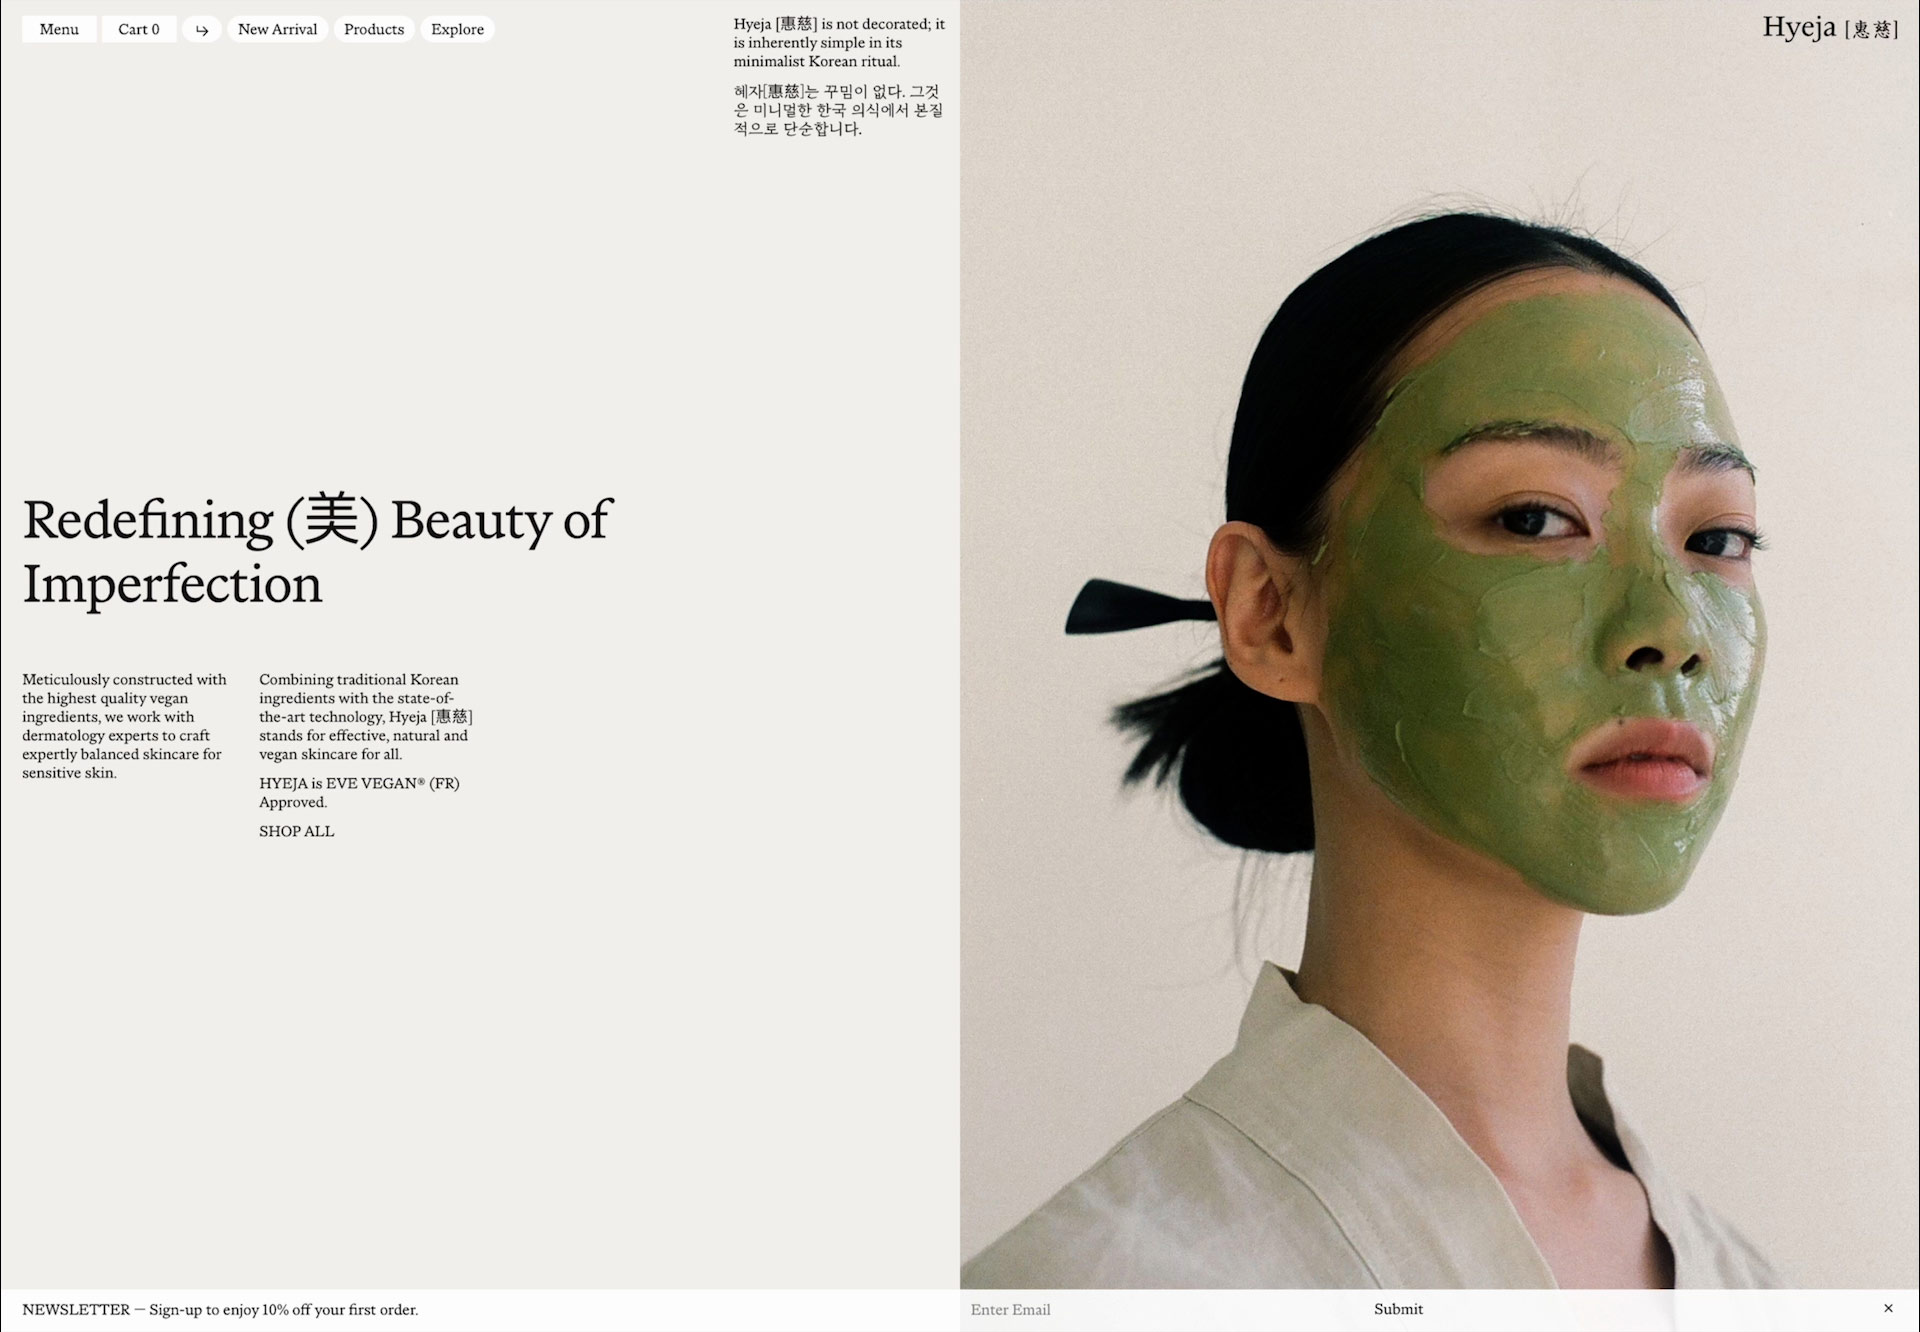 Menu
Cart 0
↳
New Arrival
Products
Explore
Hyeja [惠慈] is not decorated; it
is inherently simple in its
minimalist Korean ritual.
혜자[惠慈]는 꾸밈이 없다. 그것
은 미니멀한 한국 의식에서 본질
적으로 단순합니다.
Hyeja [惠慈]
Redefining (美) Beauty of
Imperfection
Meticulously constructed with
the highest quality vegan
ingredients, we work with
dermatology experts to craft
expertly balanced skincare for
sensitive skin.
Combining traditional Korean
ingredients with the state-of-
the-art technology, Hyeja [惠慈]
stands for effective, natural and
vegan skincare for all.
HYEJA is EVE VEGAN® (FR)
Approved.
SHOP ALL
NEWSLETTER — Sign-up to enjoy 10% off your first order.
Enter Email
Submit
×